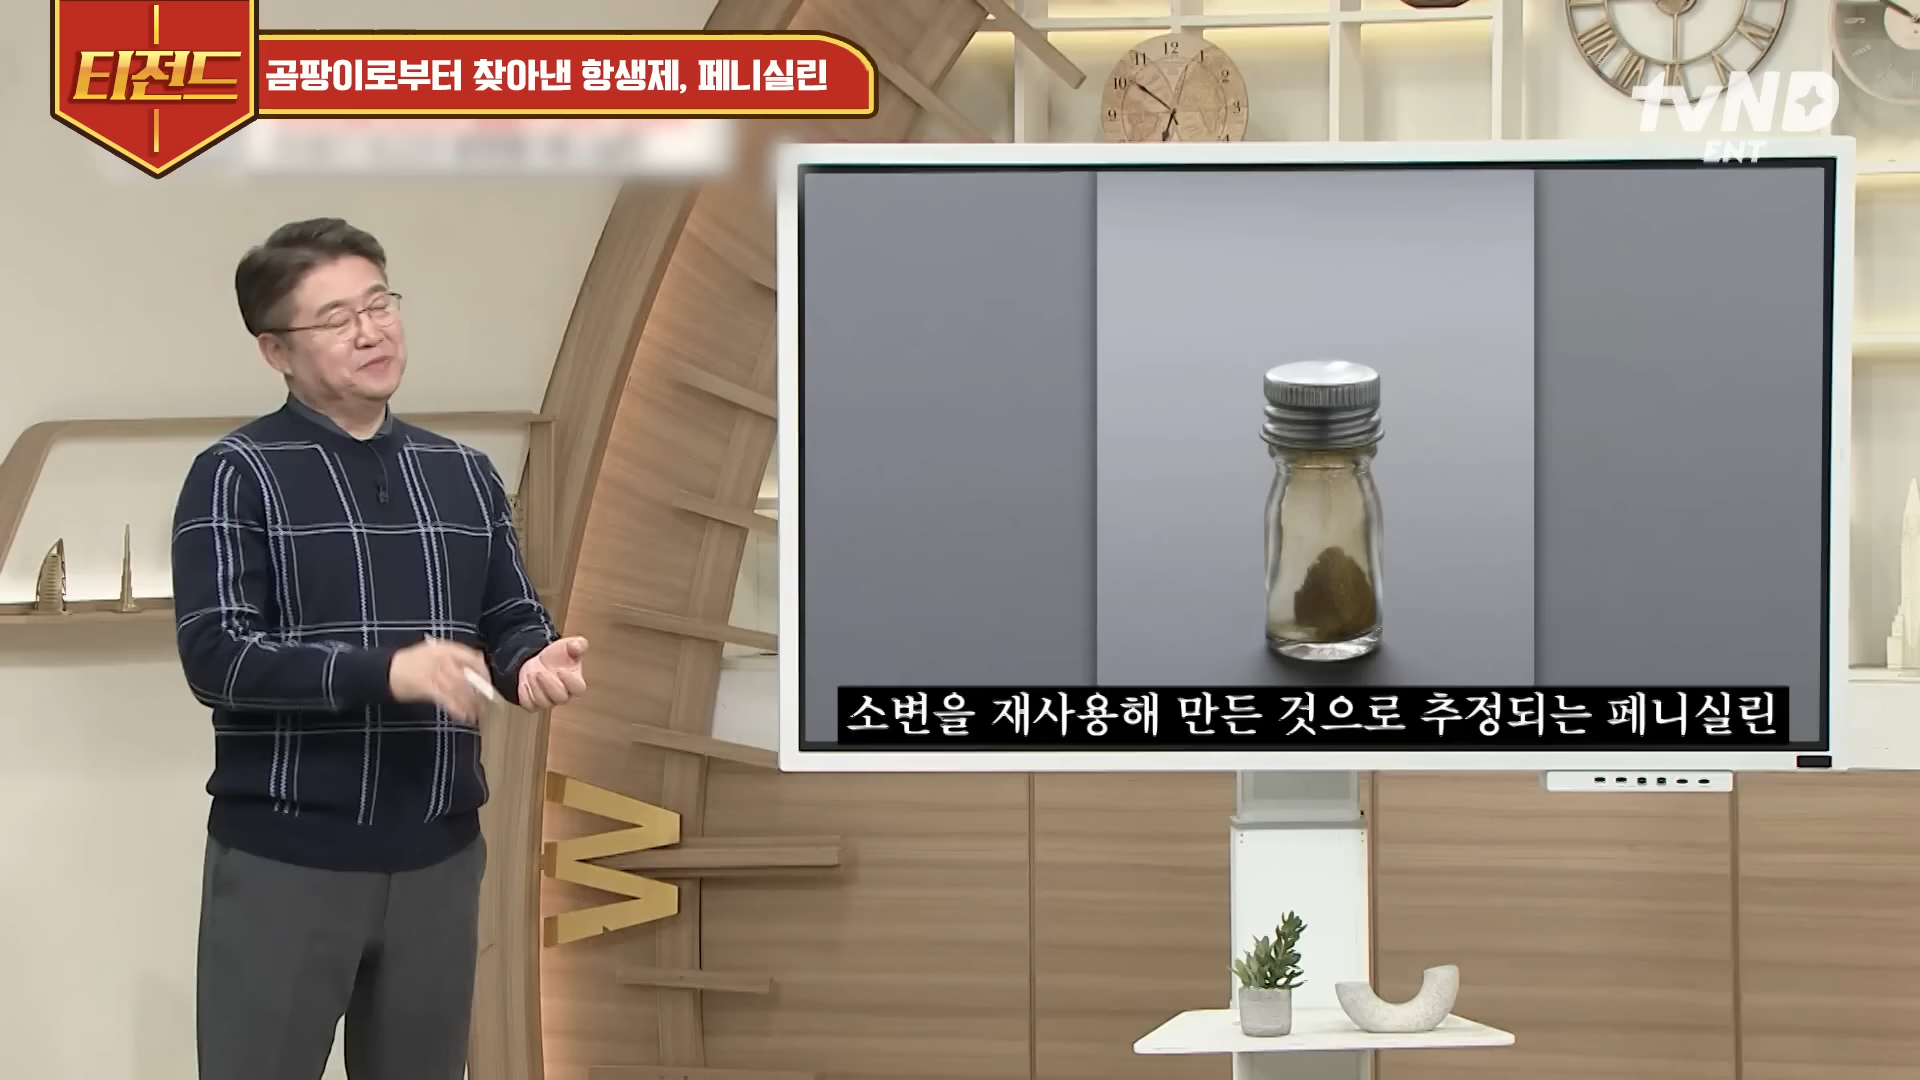 티전드
곰팡이로부터 찾아낸 항생제, 페니실린
tvND
ENT
소변을 재사용해 만든 것으로 추정되는 페니실린